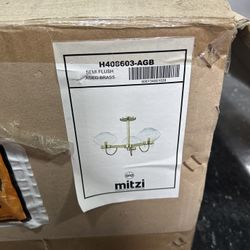 H408603-AGB
SEMI FLUSH
AGED BRASS
mitzi